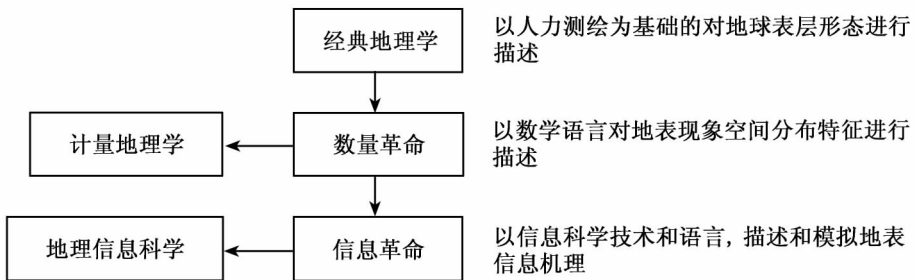 经典地理学
以人力测绘为基础的对地球表层形态进行
描述
计量地理学
数量革命
以数学语言对地表现象空间分布特征进行
描述
地理信息科学
信息革命
以信息科学技术和语言, 描述和模拟地表
信息机理